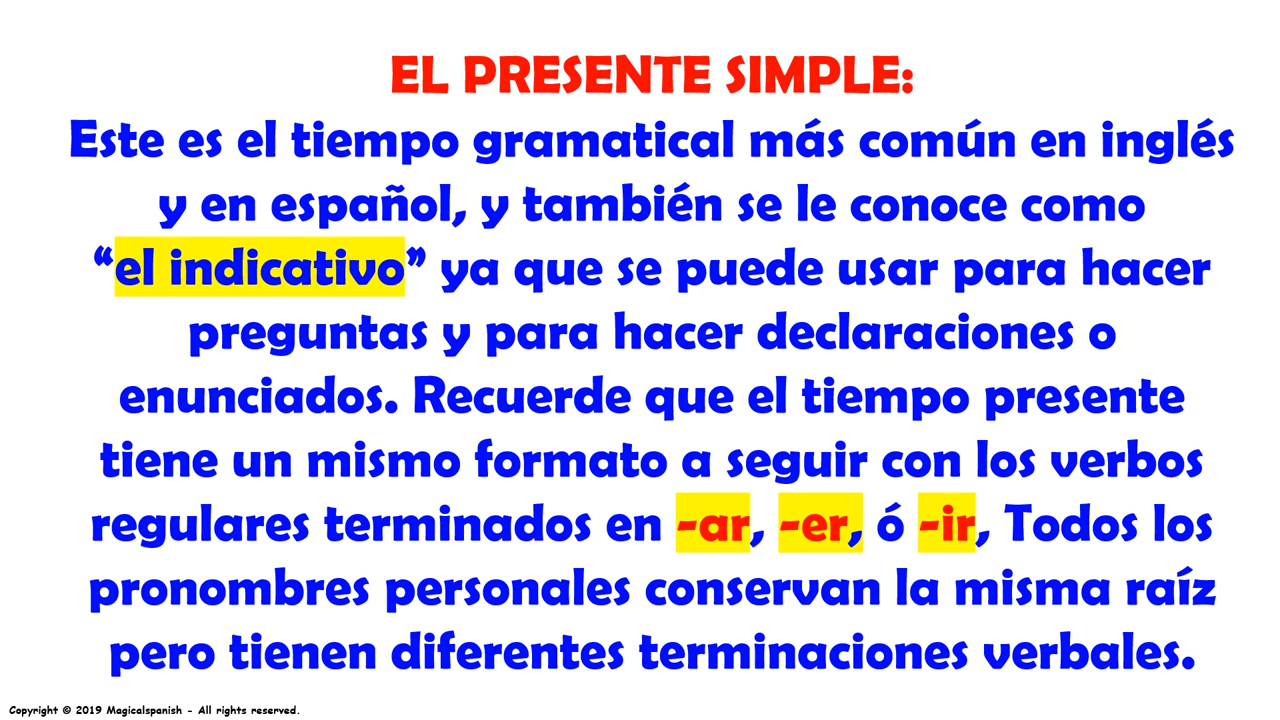 EL PRESENTE SIMPLE:
Este es el tiempo gramatical más común en inglés
y en español, y también se le conoce como
“el indicativo” ya que se puede usar para hacer
preguntas y para hacer declaraciones o
enunciados. Recuerde que el tiempo presente
tiene un mismo formato a seguir con los verbos
regulares terminados en -ar, -er, ó -ir, Todos los
pronombres personales conservan la misma raíz
pero tienen diferentes terminaciones verbales.
Copyright © 2019 Magicalspanish - All rights reserved.